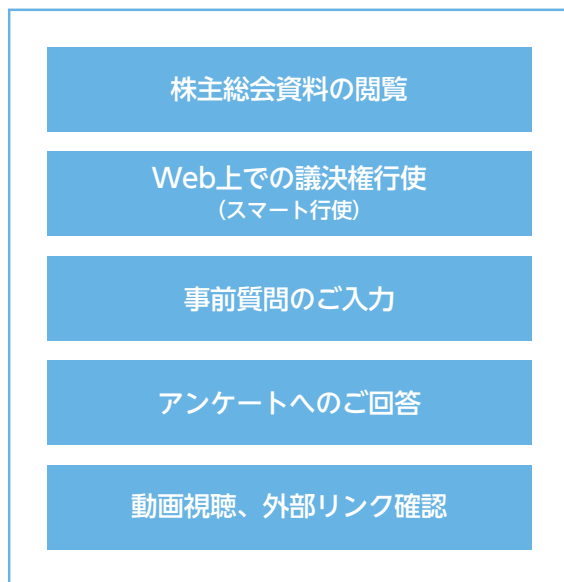 株主総会資料の閲覧
Web上での議決権行使
（スマート行使）
事前質問のご入力
アンケートへのご回答
動画視聴、外部リンク確認